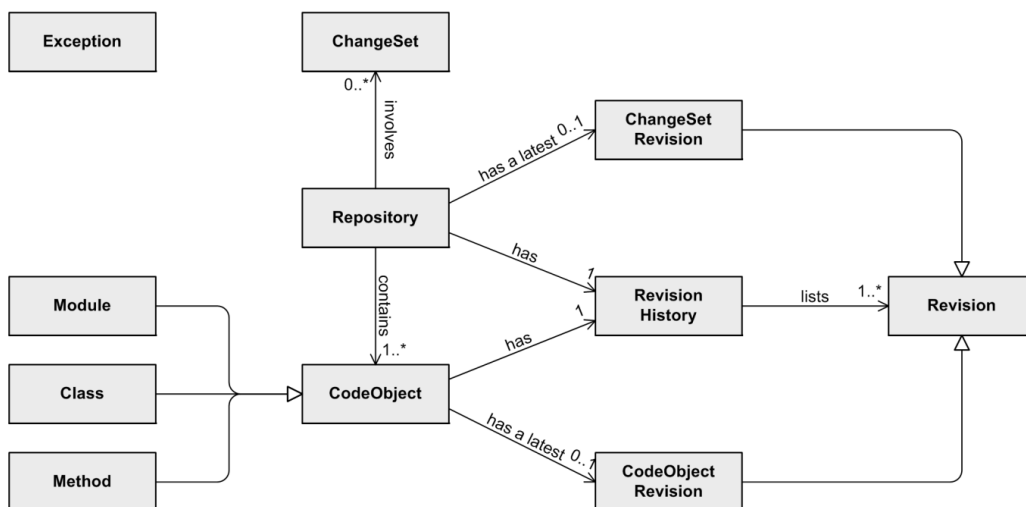 Exception
ChangeSet
0..*
involves
has a latest 0..1
ChangeSet
Revision
Repository
has
1
contains
Module
Revision
History
lists
1..*
Revision
1
has
1..*
Class
CodeObject
has a latest
0..1
Method
CodeObject
Revision